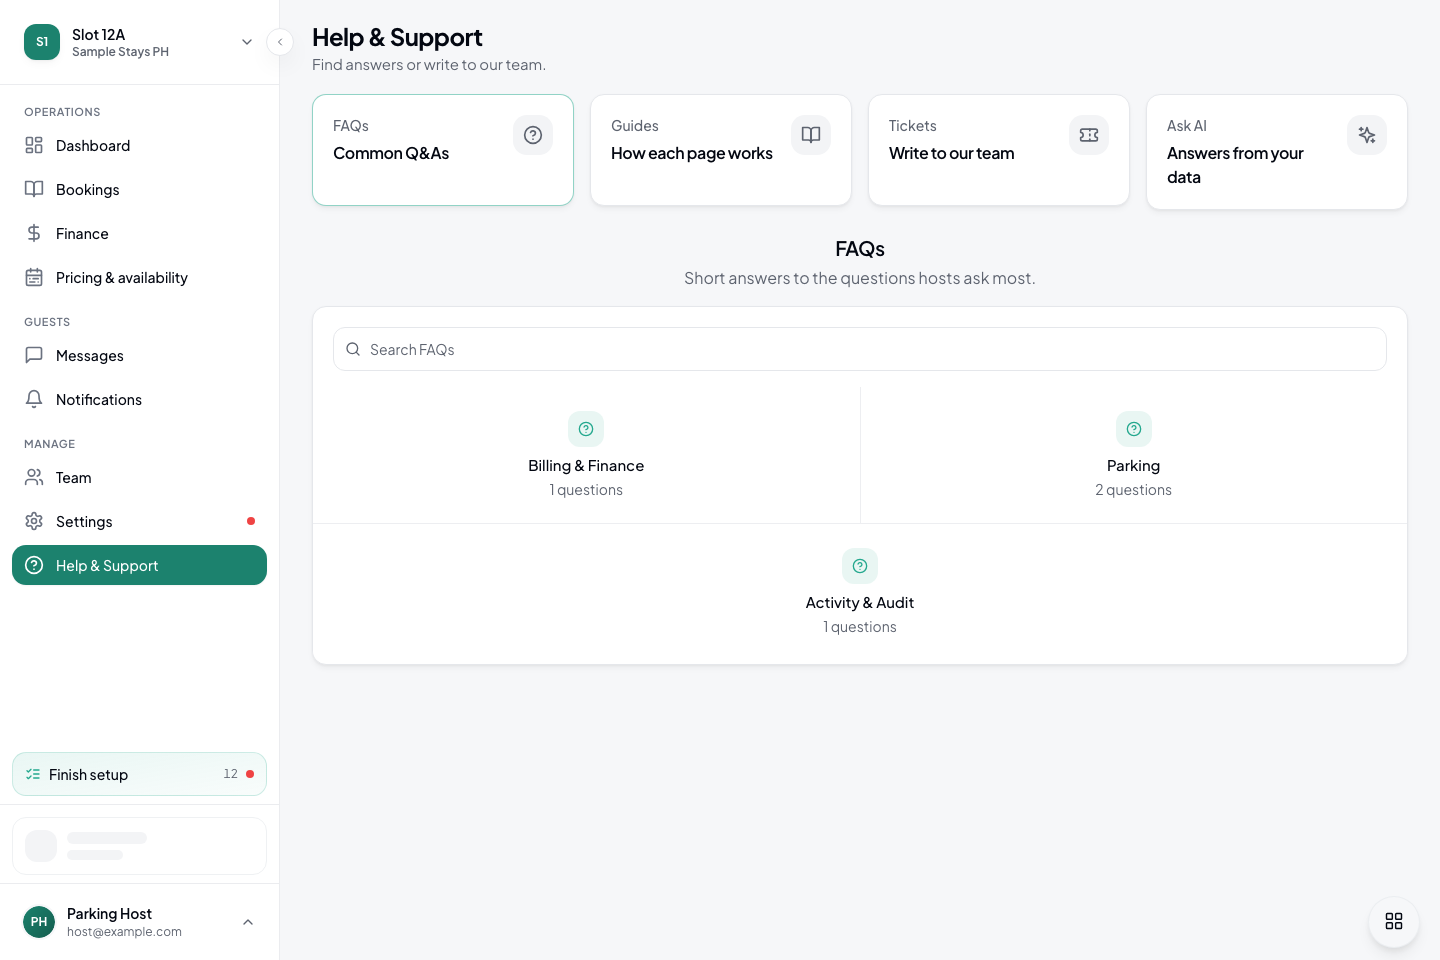 S1
Slot 12A
Sample Stays PH
OPERATIONS
Dashboard
Bookings
Finance
Pricing & availability
GUESTS
Messages
Notifications
MANAGE
Team
Settings
Help & Support
Finish setup
12
PH
Parking Host
host@example.com
Help & Support
Find answers or write to our team.
FAQs
Common Q&As
Guides
How each page works
Tickets
Write to our team
Ask AI
Answers from your
data
FAQs
Short answers to the questions hosts ask most.
Search FAQs
Billing & Finance
1 questions
Parking
2 questions
Activity & Audit
1 questions